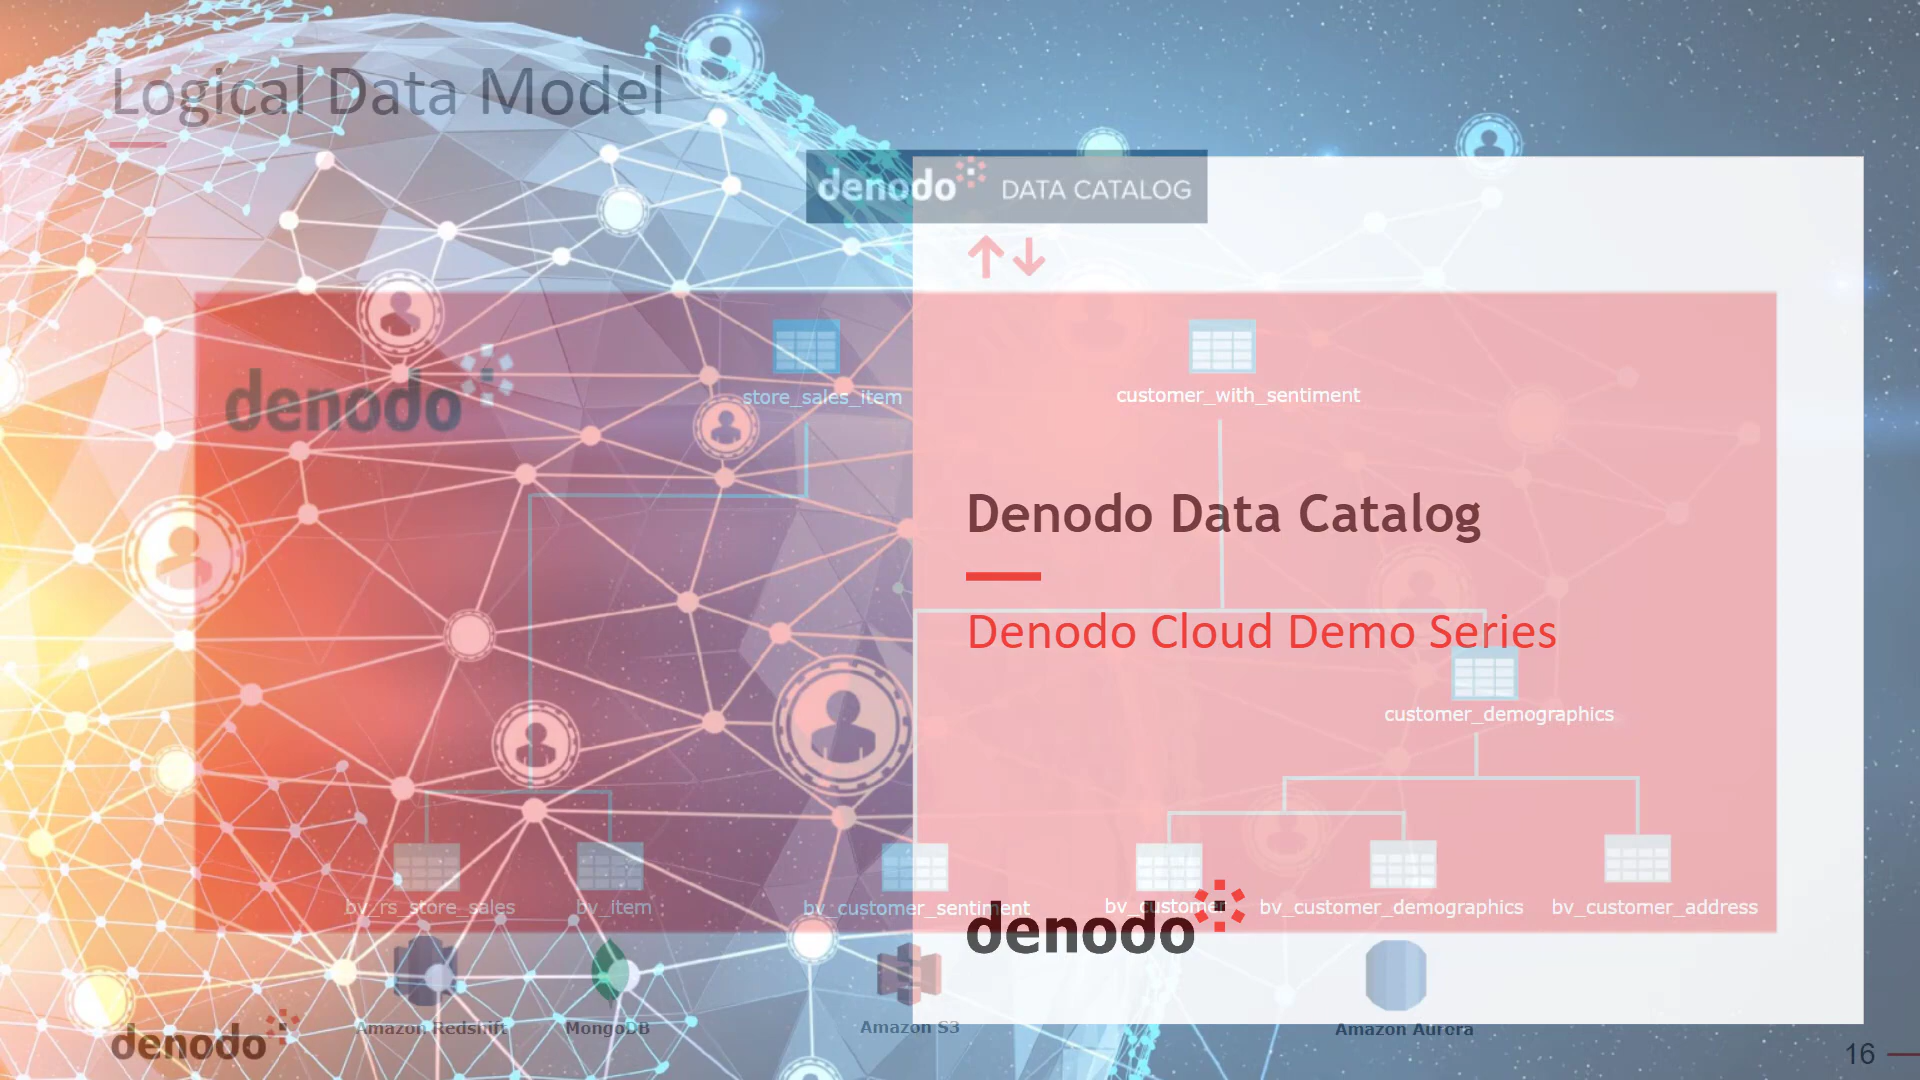 Logical Data Model
denodo DATA CATALOG
denodo
store_sales_item
customer_with_sentiment
Denodo Data Catalog
Denodo Cloud Demo Series
customer_demographics
bv_rs_store_sales
bv_item
bv_customer_sentiment
bv_customer
bv_customer_demographics
bv_customer_address
denodo
Amazon Redshift
MongoDB
Amazon S3
Amazon Aurora
denodo
16